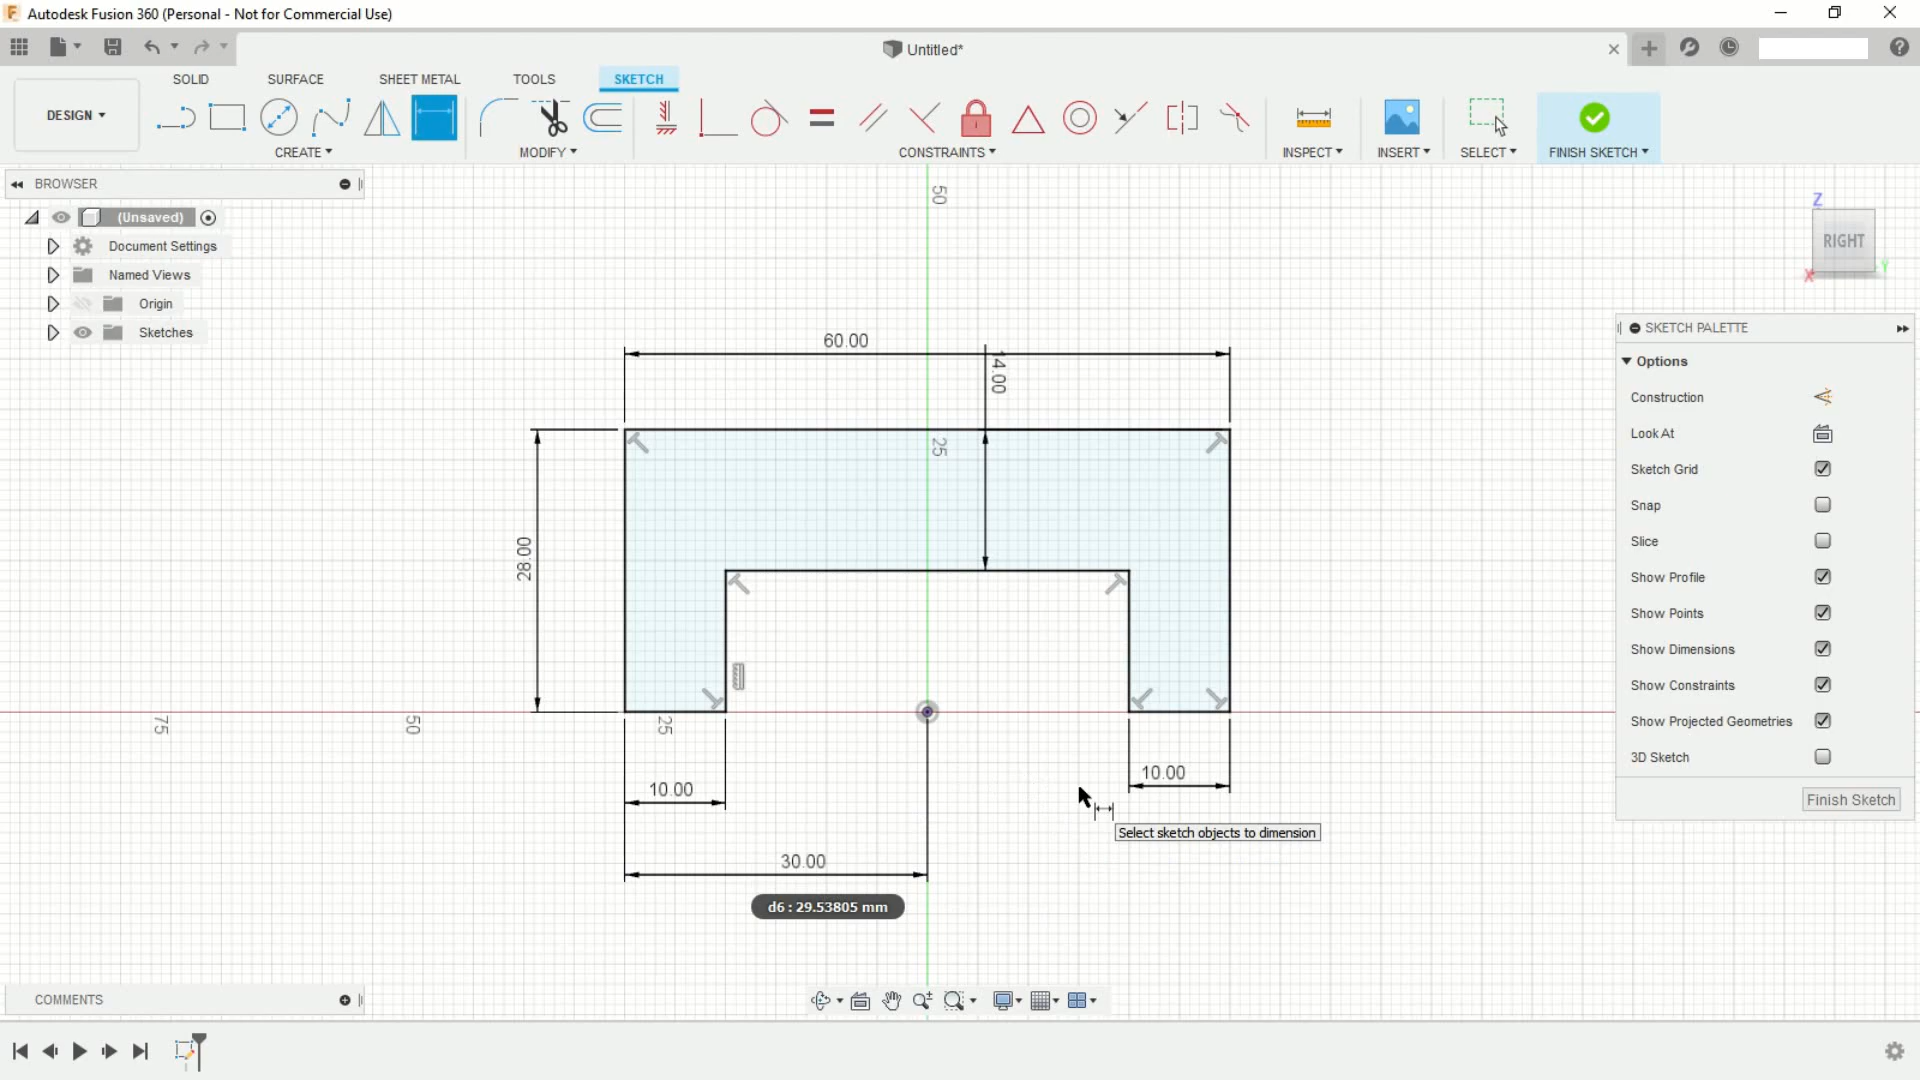 Autodesk Fusion 360 (Personal - Not for Commercial Use)
Untitled*
SOLID SURFACE SHEET METAL TOOLS SKETCH
DESIGN
CREATE MODIFY CONSTRAINTS INSPECT INSERT SELECT FINISH SKETCH
BROWSER
(Unsaved)
Document Settings
Named Views
Origin
Sketches
50
Z
RIGHT
X
Y
SKETCH PALETTE
Options
Construction
Look At
Sketch Grid
Snap
Slice
Show Profile
Show Points
Show Dimensions
Show Constraints
Show Projected Geometries
3D Sketch
Finish Sketch
60.00
14.00
25
28.00
75
50
25
10.00
10.00
Select sketch objects to dimension
30.00
d6 : 29.53805 mm
COMMENTS